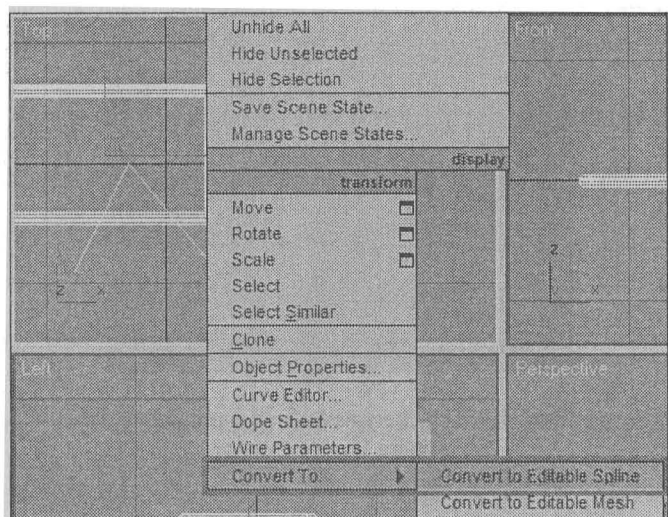 Top
Unhide All
Front
Hide Unselected
Hide Selection
Save Scene State...
Manage Scene States...
display
transform
Move
Rotate
Scale
Select
Select Similar
Clone
Object Properties...
Curve Editor...
Dope Sheet...
Wire Parameters...
Convert To:
Convert to Editable Spline
Convert to Editable Mesh
Left
Perspective
z
x
z